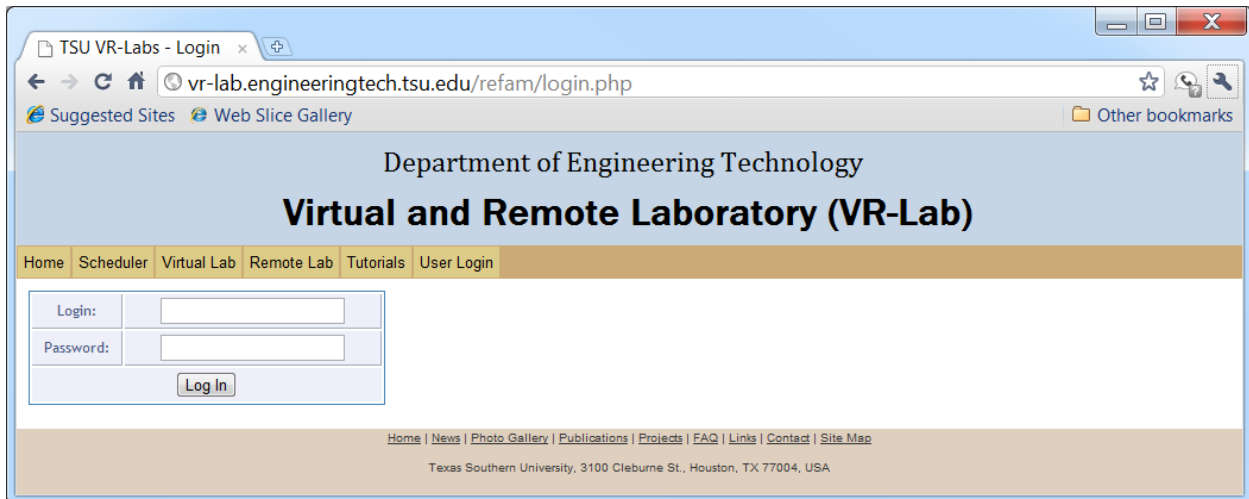 TSU VR-Labs - Login
vr-lab.engineeringtech.tsu.edu/refam/login.php
Suggested Sites Web Slice Gallery Other bookmarks
Department of Engineering Technology
Virtual and Remote Laboratory (VR-Lab)
Home Scheduler Virtual Lab Remote Lab Tutorials User Login
Login:
Password:
Log In
Home | News | Photo Gallery | Publications | Projects | FAQ | Links | Contact | Site Map
Texas Southern University, 3100 Cleburne St., Houston, TX 77004, USA